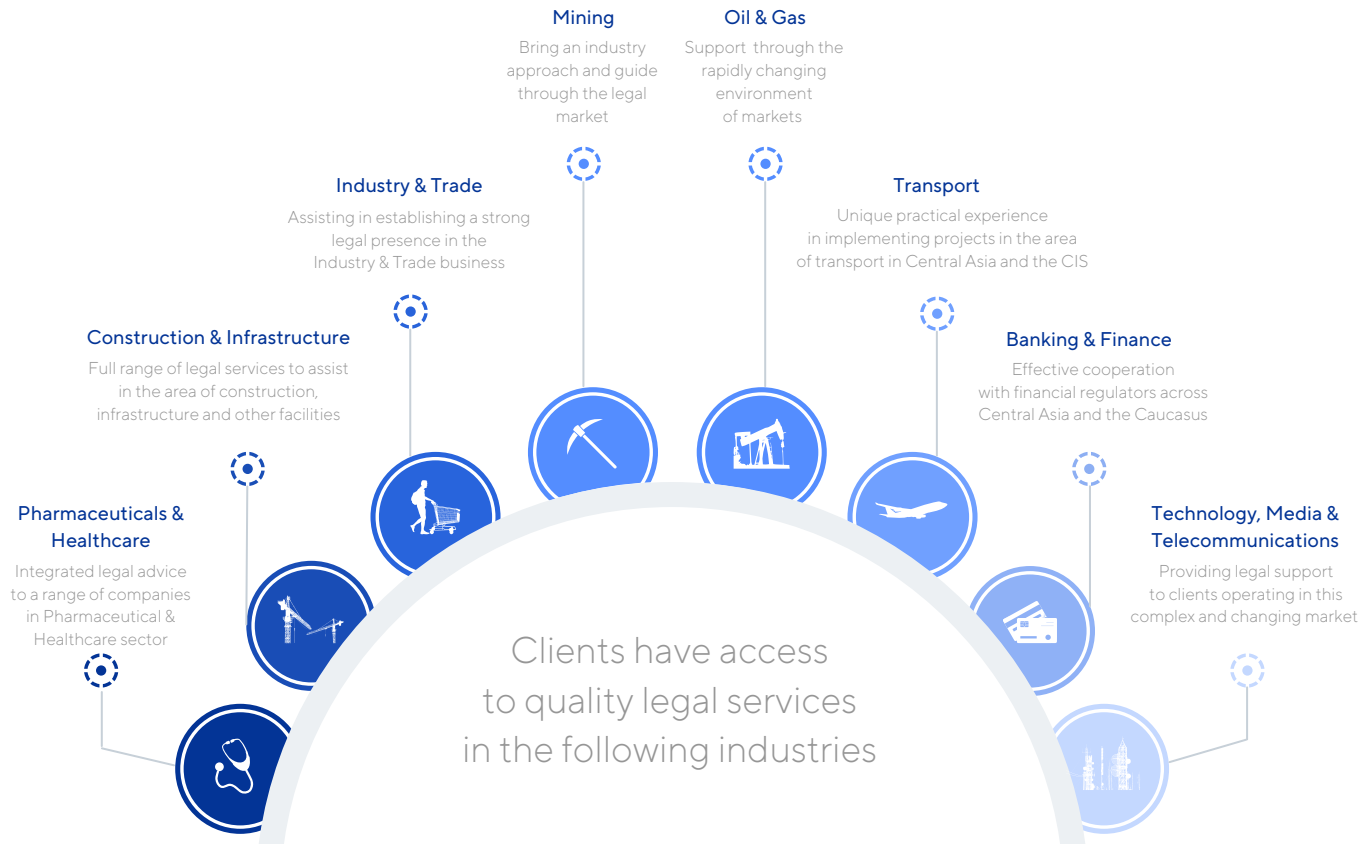 Mining
Bring an industry
approach and guide
through the legal
market
Oil & Gas
Support through the
rapidly changing
environment
of markets
Industry & Trade
Assisting in establishing a strong
legal presence in the
Industry & Trade business
Transport
Unique practical experience
in implementing projects in the area
of transport in Central Asia and the CIS
Construction & Infrastructure
Full range of legal services to assist
in the area of construction,
infrastructure and other facilities
Banking & Finance
Effective cooperation
with financial regulators across
Central Asia and the Caucasus
Pharmaceuticals &
Healthcare
Integrated legal advice
to a range of companies
in Pharmaceutical &
Healthcare sector
Technology, Media &
Telecommunications
Providing legal support
to clients operating in this
complex and changing market
Clients have access
to quality legal services
in the following industries